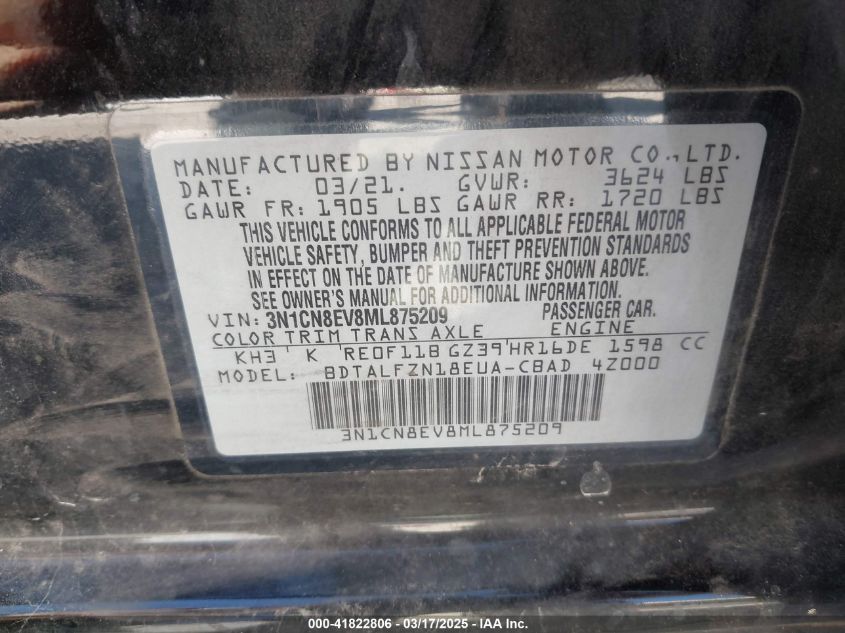 MANUFACTURED BY NISSAN MOTOR CO.,LTD.
DATE: 03/21. GVWR: 3624 LBS
GAWR FR: 1905 LBS GAWR RR: 1720 LBS
THIS VEHICLE CONFORMS TO ALL APPLICABLE FEDERAL MOTOR
VEHICLE SAFETY, BUMPER AND THEFT PREVENTION STANDARDS
IN EFFECT ON THE DATE OF MANUFACTURE SHOWN ABOVE.
SEE OWNER'S MANUAL FOR ADDITIONAL INFORMATION.
VIN: 3N1CN8EV8ML875209 PASSENGER CAR.
COLOR TRIM TRANS AXLE ENGINE
KH3 K RE0F11B GZ39 HR16DE 1598 CC
MODEL: BDTALFZN18EUA-CBAD 4Z000
3N1CN8EV8ML875209
000-41822806 - 03/17/2025 - IAA Inc.